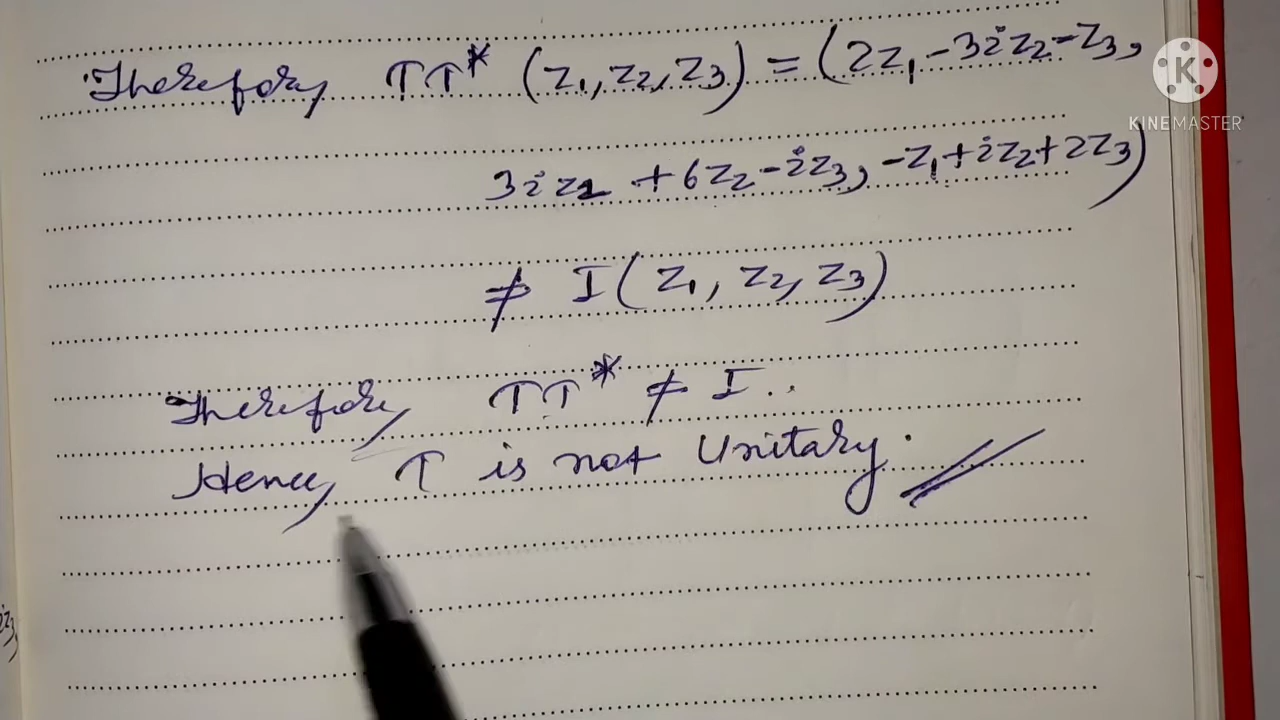 Therefore, TT* (z₁, z₂, z₃) = (2z₁ - 3iz₂ - z₃,
KINEMASTER
3iz₁ + 6z₂ - iz₃, -z₁ + iz₂ + 2z₃)
≠ I(z₁, z₂, z₃)
Therefore, TT* ≠ I.
Hence, T is not Unitary.